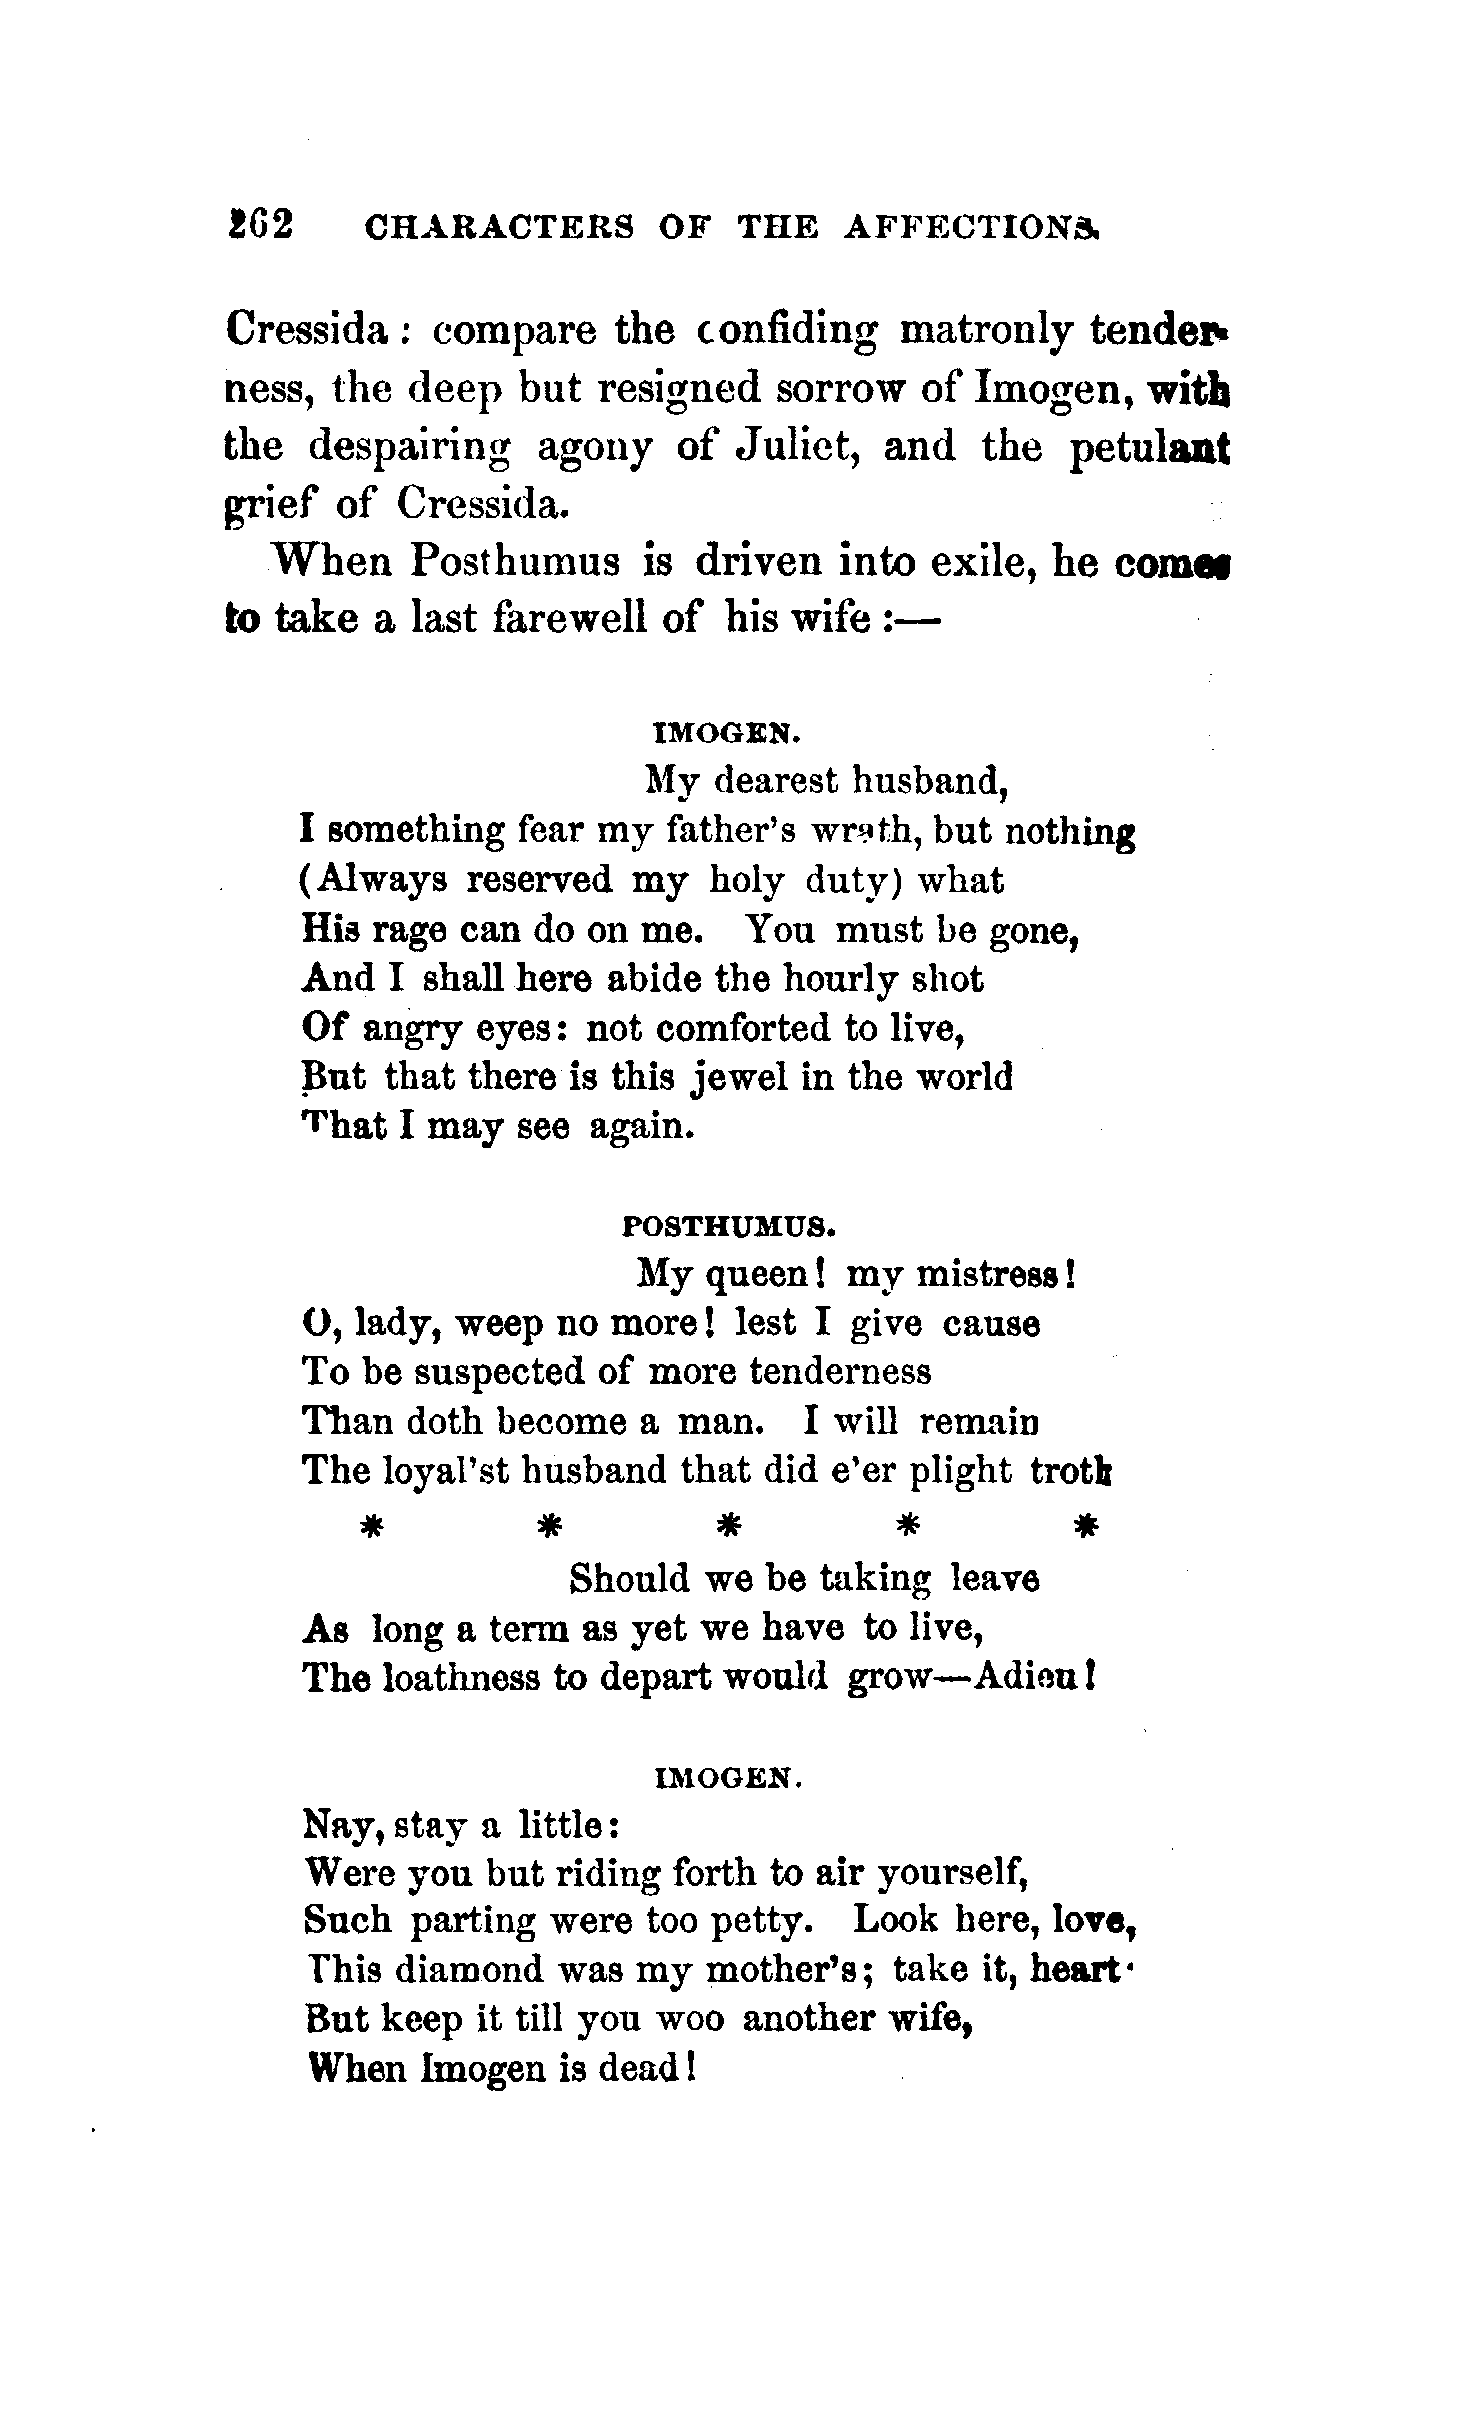 262 CHARACTERS OF THE AFFECTIONS.
Cressida: compare the confiding matronly tender-
ness, the deep but resigned sorrow of Imogen, with
the despairing agony of Juliet, and the petulant
grief of Cressida.
When Posthumus is driven into exile, he comes
to take a last farewell of his wife:—
IMOGEN.
My dearest husband,
I something fear my father's wrath, but nothing
(Always reserved my holy duty) what
His rage can do on me. You must be gone,
And I shall here abide the hourly shot
Of angry eyes: not comforted to live,
But that there is this jewel in the world
That I may see again.
POSTHUMUS.
My queen! my mistress!
O, lady, weep no more! lest I give cause
To be suspected of more tenderness
Than doth become a man. I will remain
The loyal'st husband that did e'er plight troth
* * * * *
Should we be taking leave
As long a term as yet we have to live,
The loathness to depart would grow—Adieu!
IMOGEN.
Nay, stay a little:
Were you but riding forth to air yourself,
Such parting were too petty. Look here, love,
This diamond was my mother's; take it, heart
But keep it till you woo another wife,
When Imogen is dead!